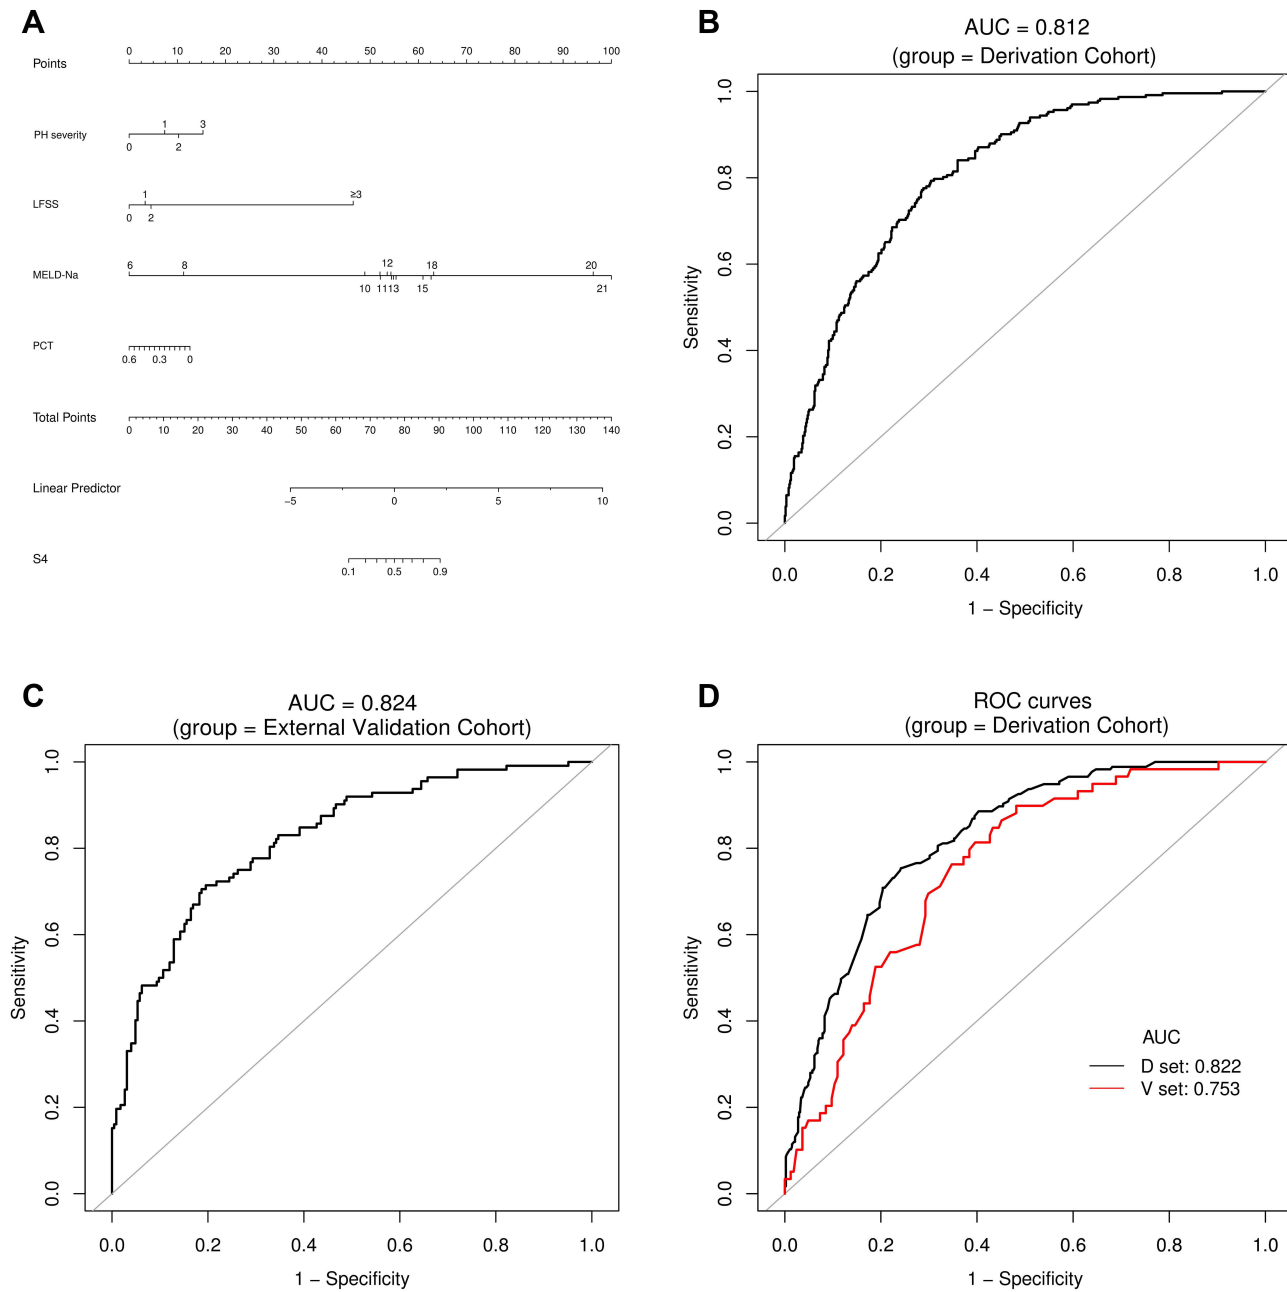 A
0 10 20 30 40 50 60 70 80 90 100
Points
1 3
PH severity
0 2
1 ≥3
LFSS
0 2
6 8 12 18 20
MELD-Na
10 11 13 15 21
PCT
0.6 0.3 0
Total Points
0 10 20 30 40 50 60 70 80 90 100 110 120 130 140
Linear Predictor
−5 0 5 10
S4
0.1 0.5 0.9
B
AUC = 0.812
(group = Derivation Cohort)
1.0
0.8
0.6
0.4
0.2
0.0
Sensitivity
0.0 0.2 0.4 0.6 0.8 1.0
1 − Specificity
C
AUC = 0.824
(group = External Validation Cohort)
1.0
0.8
0.6
0.4
0.2
0.0
Sensitivity
0.0 0.2 0.4 0.6 0.8 1.0
1 − Specificity
D
ROC curves
(group = Derivation Cohort)
1.0
0.8
0.6
0.4
0.2
0.0
Sensitivity
AUC
D set: 0.822
V set: 0.753
0.0 0.2 0.4 0.6 0.8 1.0
1 − Specificity